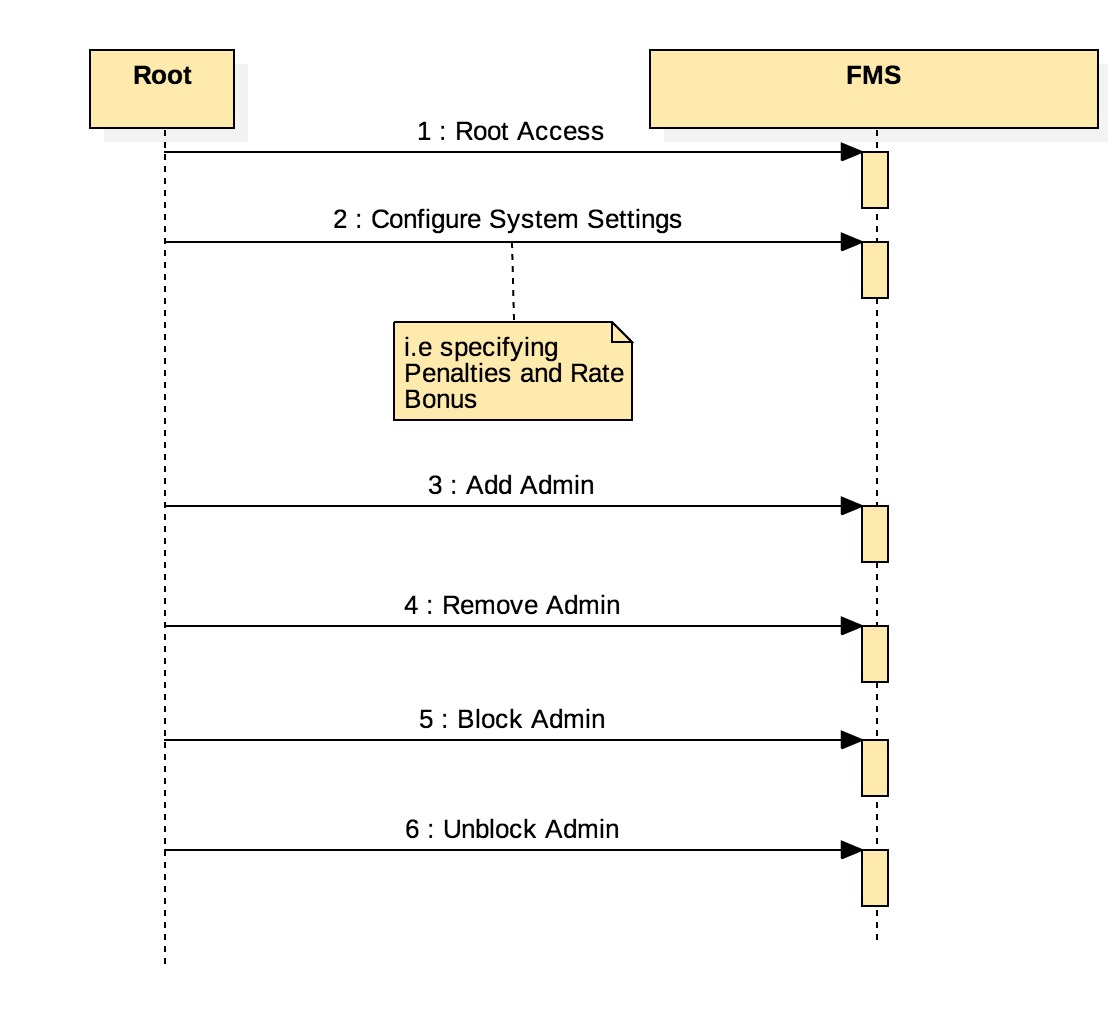 Root
FMS
1 : Root Access
2 : Configure System Settings
i.e specifying
Penalties and Rate
Bonus
3 : Add Admin
4 : Remove Admin
5 : Block Admin
6 : Unblock Admin